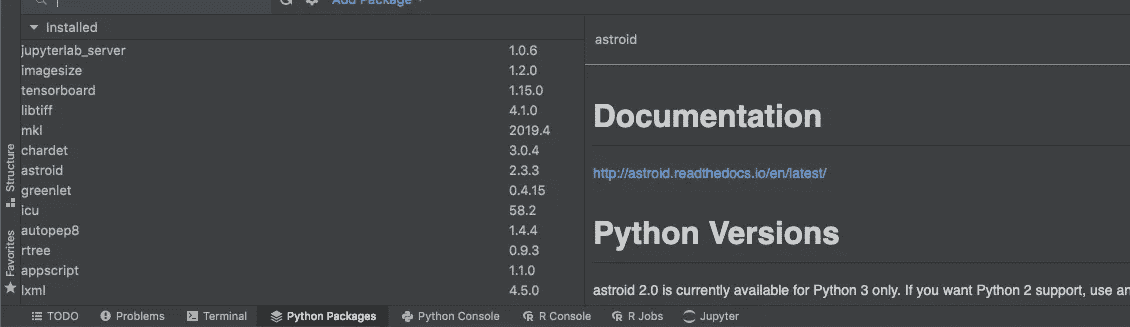 Add Package
Installed
jupyterlab_server 1.0.6
imagesize 1.2.0
tensorboard 1.15.0
libtiff 4.1.0
mkl 2019.4
chardet 3.0.4
astroid 2.3.3
greenlet 0.4.15
icu 58.2
autopep8 1.4.4
rtree 0.9.3
appscript 1.1.0
lxml 4.5.0
astroid
Documentation
http://astroid.readthedocs.io/en/latest/
Python Versions
astroid 2.0 is currently available for Python 3 only. If you want Python 2 support, use
Structure
Favorites
TODO Problems Terminal Python Packages Python Console R Console R Jobs Jupyter